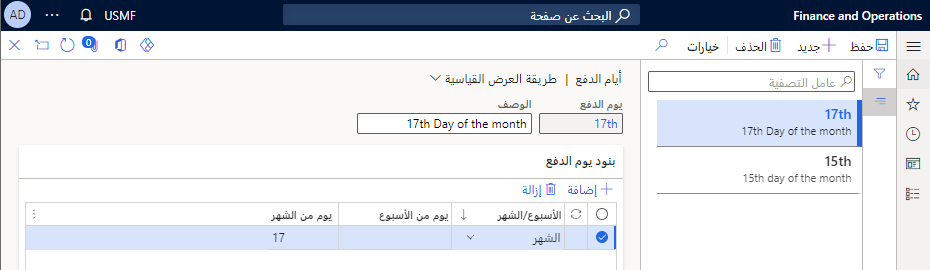 Finance and Operations
البحث عن صفحة
USMF
AD
حفظ
جديد
الحذف
خيارات
0
عامل التصفية
17th
17th Day of the month
15th
15th day of the month
أيام الدفع | طريقة العرض القياسية
يوم الدفع
17th
الوصف
17th Day of the month
بنود يوم الدفع
إضافة
إزالة
الأسبوع/الشهر
يوم من الأسبوع
يوم من الشهر
الشهر
17